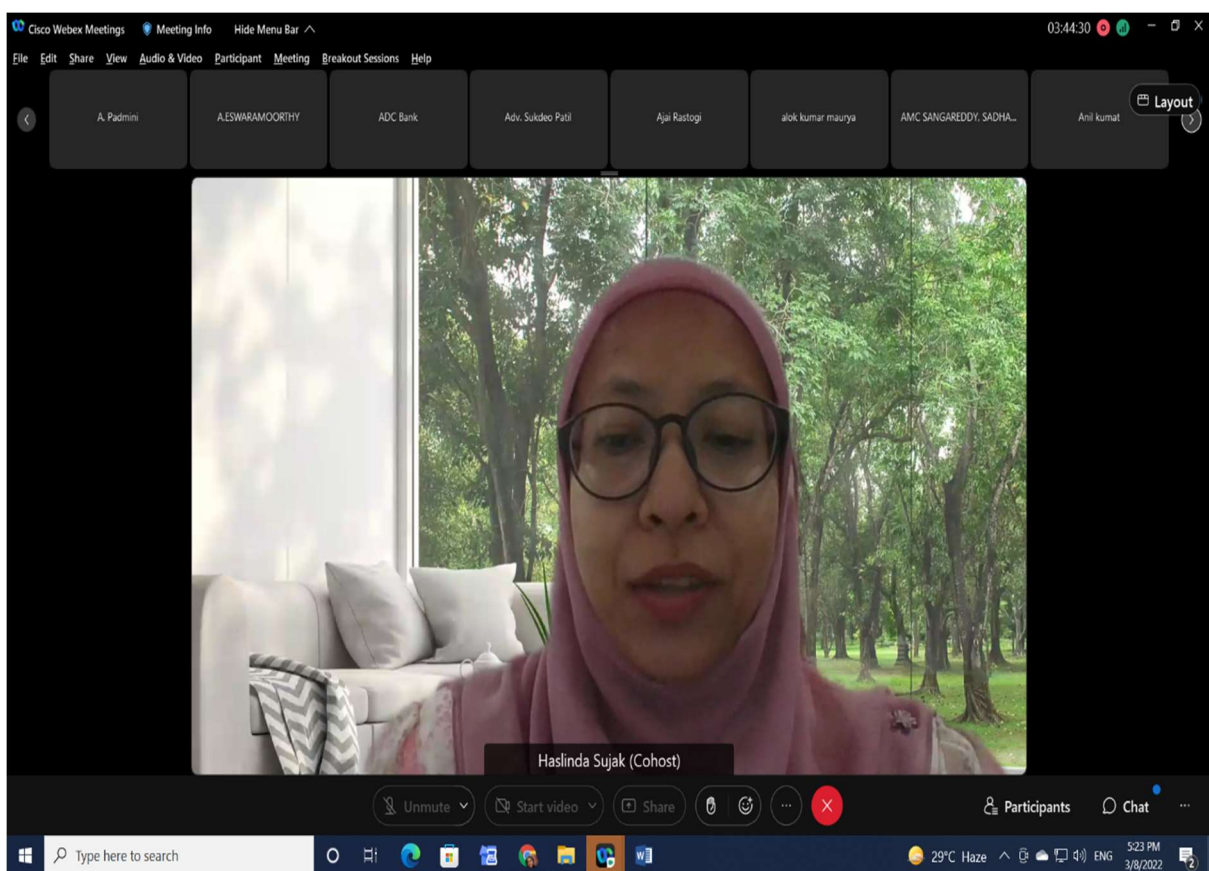 Cisco Webex Meetings Meeting Info Hide Menu Bar 03:44:30
File Edit Share View Audio & Video Participant Meeting Breakout Sessions Help
Layout
A. Padmini A.ESWARAMOORTHY ADC Bank Adv. Sukdeo Patil Ajai Rastogi alok kumar maurya AMC SANGAREDDY. SADHA... Anil kumat
Haslinda Sujak (Cohost)
Unmute Start video Share Participants Chat
Type here to search 29°C Haze ENG 5:23 PM
3/8/2022 2